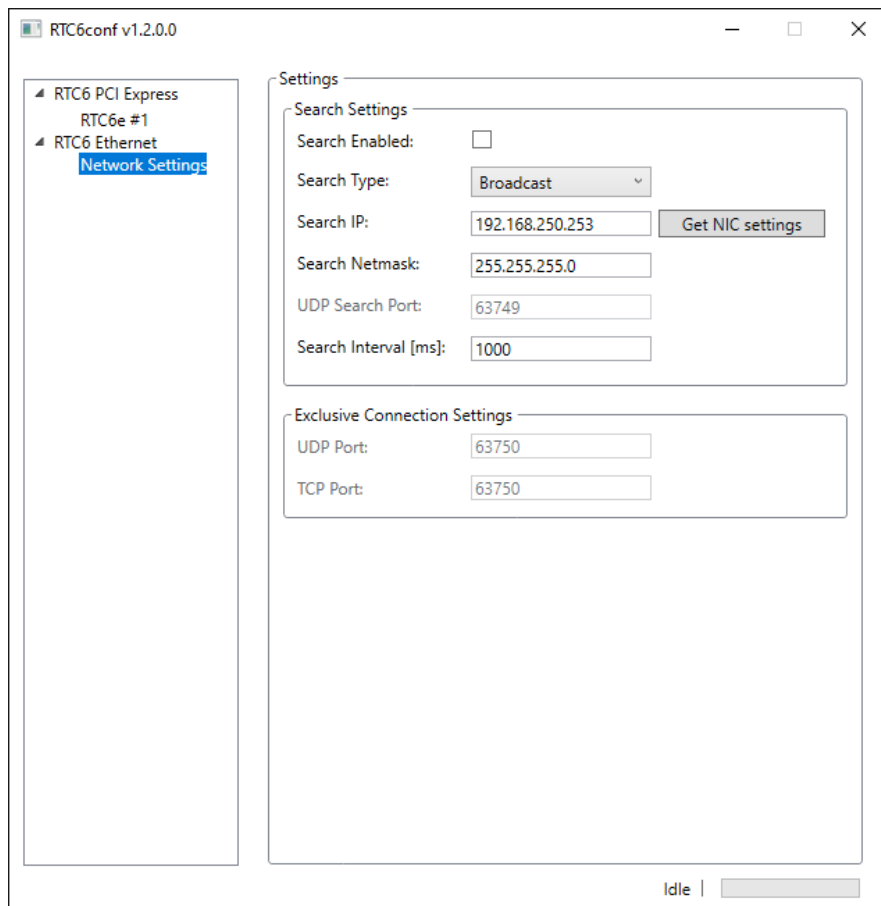 RTC6conf v1.2.0.0
RTC6 PCI Express
RTC6e #1
RTC6 Ethernet
Network Settings
Settings
Search Settings
Search Enabled:
Search Type: Broadcast
Search IP: 192.168.250.253 Get NIC settings
Search Netmask: 255.255.255.0
UDP Search Port: 63749
Search Interval [ms]: 1000
Exclusive Connection Settings
UDP Port: 63750
TCP Port: 63750
Idle